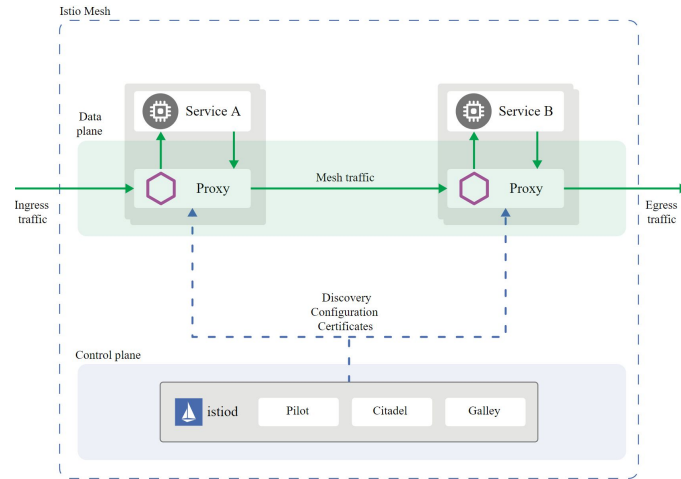 Istio Mesh
Service A
Service B
Data
plane
Mesh traffic
Proxy
Proxy
Ingress
traffic
Egress
traffic
Discovery
Configuration
Certificates
Control plane
istiod
Pilot
Citadel
Galley